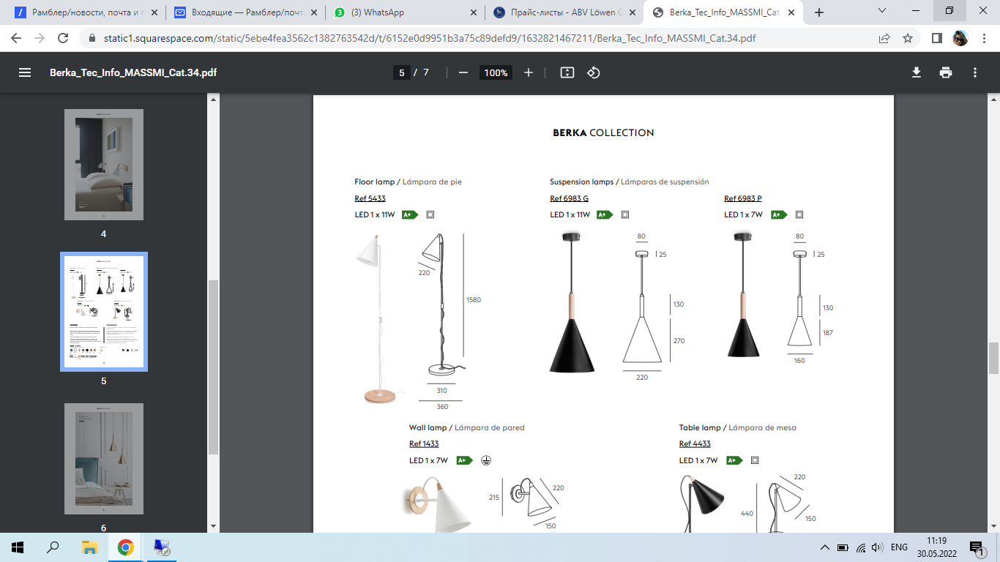 Рамблер/новости, почта и п
Входящие — Рамблер/почт
(3) WhatsApp
Прайс-листы - ABV Löwen G
Berka_Tec_Info_MASSMI_Cat.
static1.squarespace.com/static/5ebe4fea3562c1382763542d/t/6152e0d9951b3a75c89defd9/1632821467211/Berka_Tec_Info_MASSMI_Cat.34.pdf
Berka_Tec_Info_MASSMI_Cat.34.pdf
5 / 7
100%
4
5
6
BERKA COLLECTION
Floor lamp / Lámpara de pie
Ref 5433
LED 1 x 11W A+
220
1580
310
360
Suspension lamps / Lámparas de suspensión
Ref 6983 G
LED 1 x 11W A+
80
25
130
270
220
Ref 6983 P
LED 1 x 7W A+
80
25
130
187
160
Wall lamp / Lámpara de pared
Ref 1433
LED 1 x 7W A+
215
220
150
Table lamp / Lámpara de mesa
Ref 4433
LED 1 x 7W A+
220
440
150
ENG
11:19
30.05.2022
1